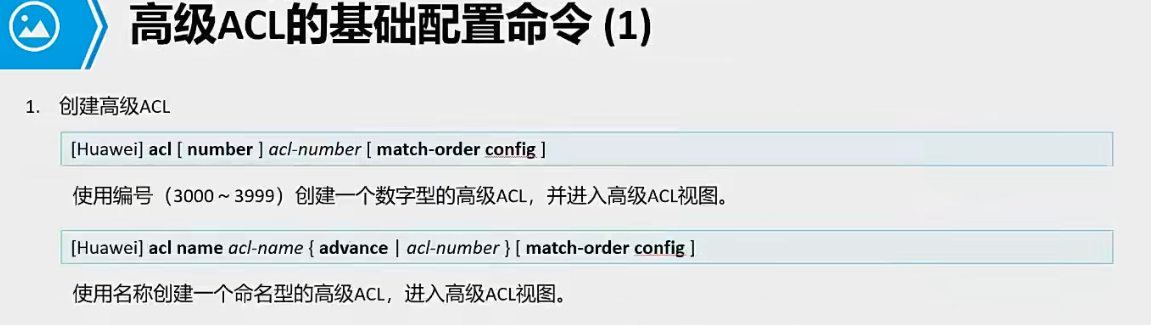 高级ACL的基础配置命令 (1)
1. 创建高级ACL
[Huawei] acl [ number ] acl-number [ match-order config ]
使用编号（3000～3999）创建一个数字型的高级ACL，并进入高级ACL视图。
[Huawei] acl name acl-name { advance | acl-number } [ match-order config ]
使用名称创建一个命名型的高级ACL，进入高级ACL视图。